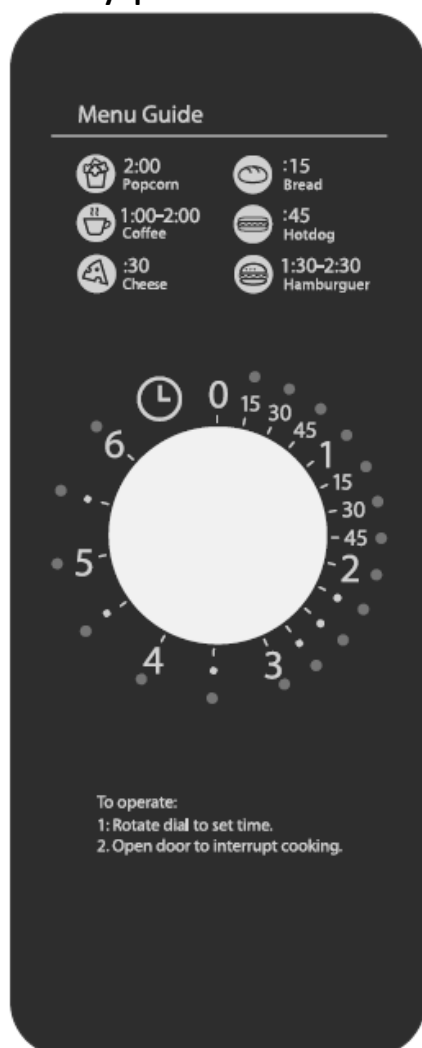 Menu Guide
2:00
Popcorn
:15
Bread
1:00–2:00
Coffee
:45
Hotdog
:30
Cheese
1:30–2:30
Hamburguer
0
15
30
45
1
15
30
45
2
3
4
5
6
To operate:
1: Rotate dial to set time.
2. Open door to interrupt cooking.